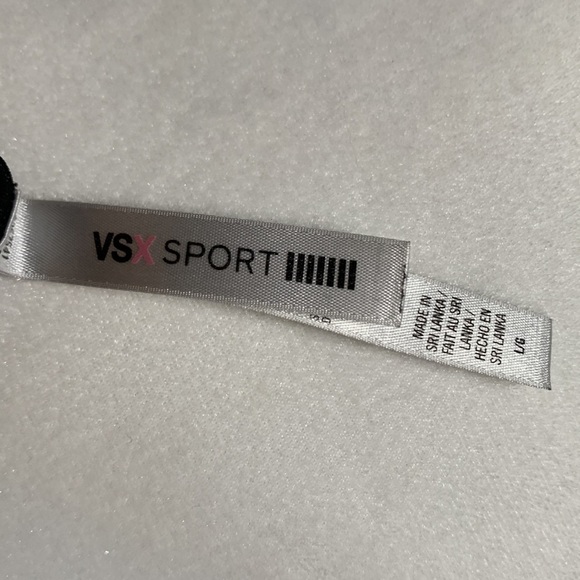 VSX SPORT
MADE IN
SRI LANKA/
FAIT AU SRI
LANKA/
HECHO EN
SRI LANKA
L/G